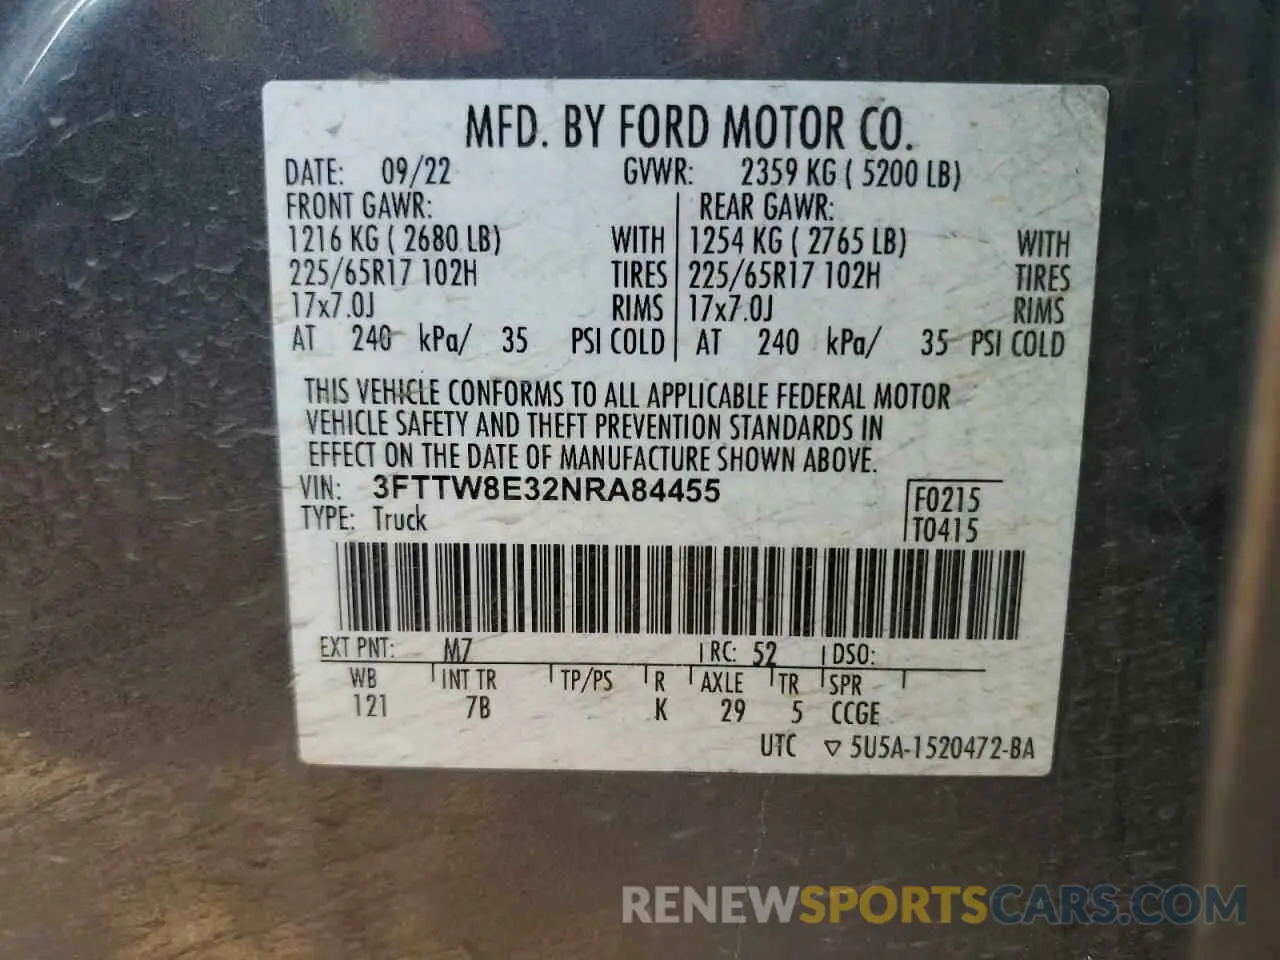 MFD. BY FORD MOTOR CO.
DATE: 09/22 GVWR: 2359 KG ( 5200 LB)
FRONT GAWR: REAR GAWR:
1216 KG ( 2680 LB) WITH 1254 KG ( 2765 LB) WITH
225/65R17 102H TIRES 225/65R17 102H TIRES
17x7.0J RIMS 17x7.0J RIMS
AT 240 kPa/ 35 PSI COLD AT 240 kPa/ 35 PSI COLD
THIS VEHICLE CONFORMS TO ALL APPLICABLE FEDERAL MOTOR
VEHICLE SAFETY AND THEFT PREVENTION STANDARDS IN
EFFECT ON THE DATE OF MANUFACTURE SHOWN ABOVE.
VIN: 3FTTW8E32NRA84455 F0215
TYPE: Truck T0415
EXT PNT: M7 RC: 52 DSO:
WB INT TR TP/PS R AXLE TR SPR
121 7B K 29 5 CCGE
UTC ▽ 5U5A-1520472-BA
RENEWSPORTSCARS.COM